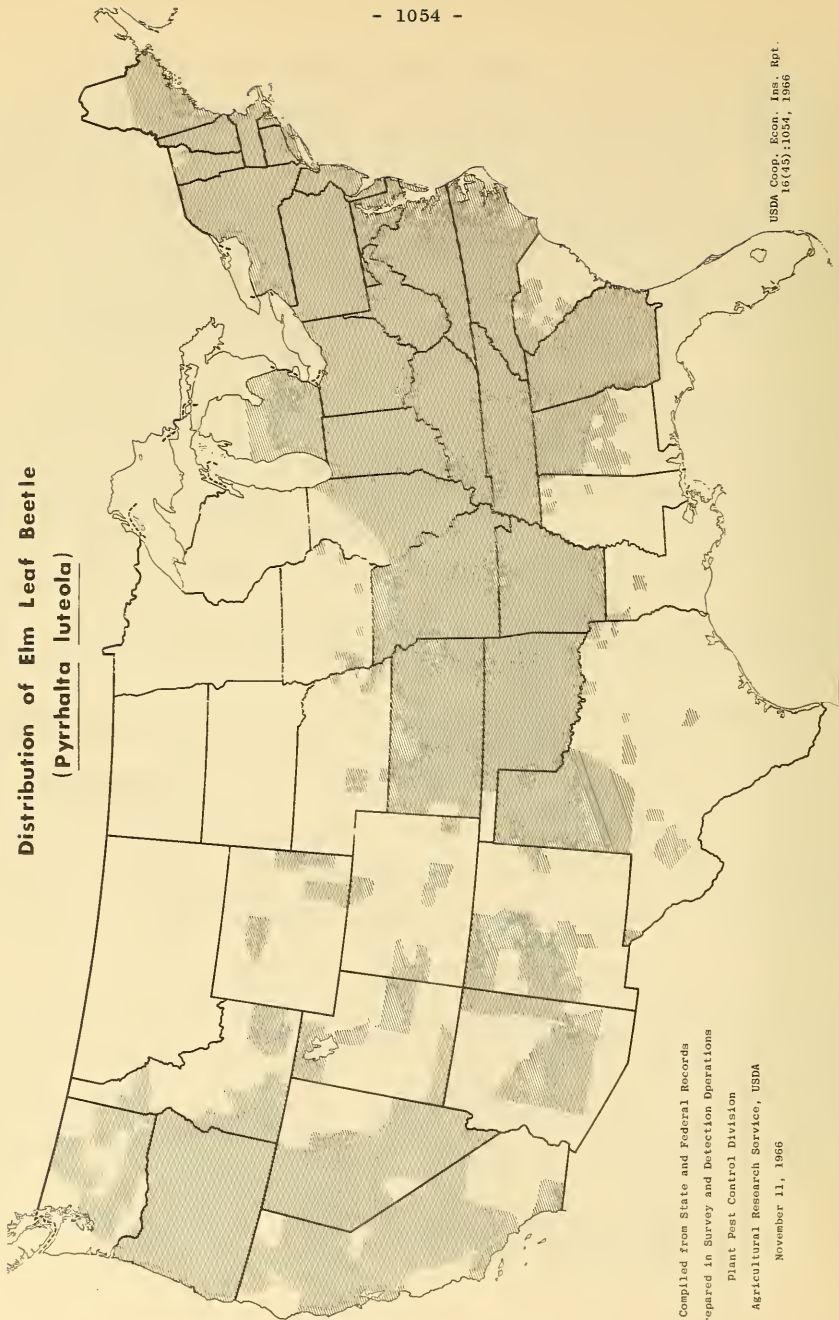 - 1054 -
Distribution of Elm Leaf Beetle
(Pyrrhalta luteola)
USDA Coop. Econ. Ins. Rpt.
16(45):1054, 1966
Compiled from State and Federal Records
repared in Survey and Detection Operations
Plant Pest Control Division
Agricultural Research Service, USDA
November 11, 1966